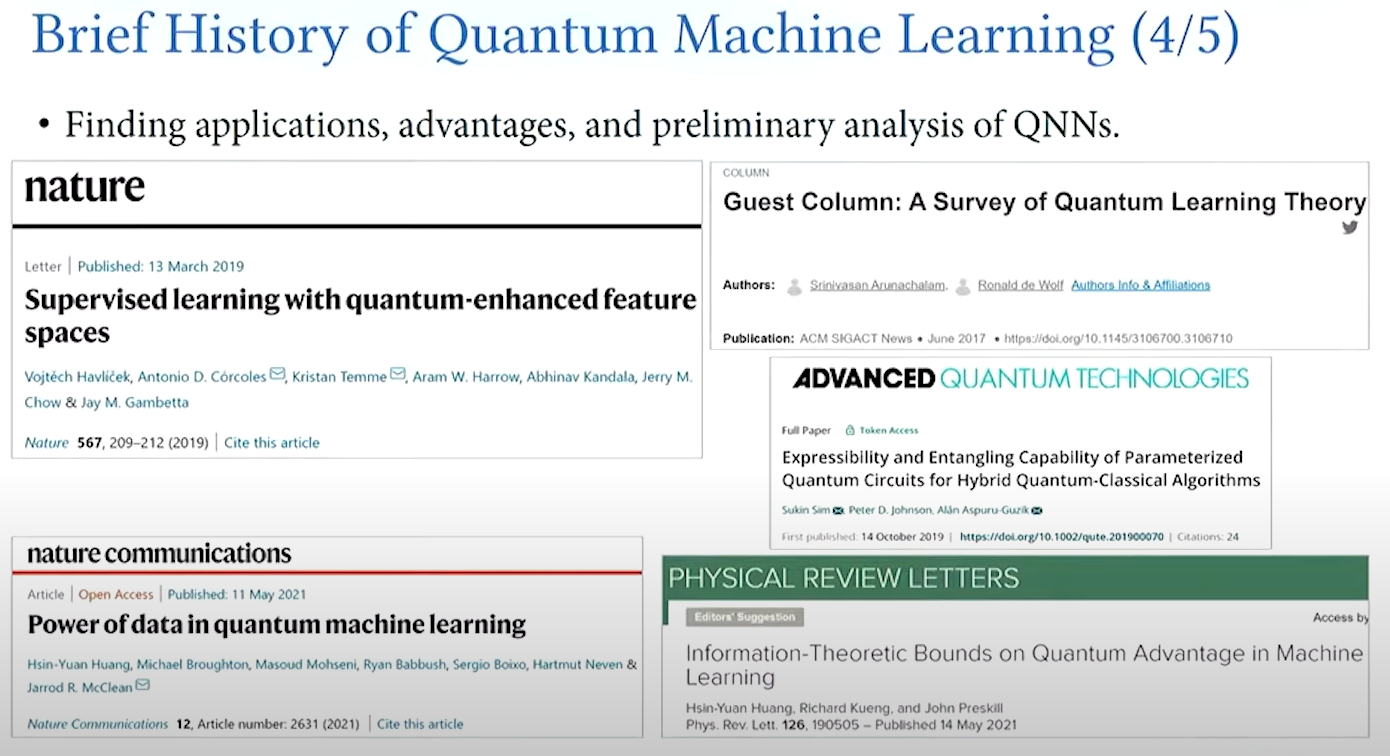 Brief History of Quantum Machine Learning (4/5)
• Finding applications, advantages, and preliminary analysis of QNNs.
nature
Letter | Published: 13 March 2019
Supervised learning with quantum-enhanced feature
spaces
Vojtěch Havlíček, Antonio D. Córcoles, Kristan Temme, Aram W. Harrow, Abhinav Kandala, Jerry M.
Chow & Jay M. Gambetta
Nature 567, 209–212 (2019) | Cite this article
COLUMN
Guest Column: A Survey of Quantum Learning Theory
Authors: Srinivasan Arunachalam, Ronald de Wolf Authors Info & Affiliations
Publication: ACM SIGACT News • June 2017 • https://doi.org/10.1145/3106700.3106710
ADVANCED QUANTUM TECHNOLOGIES
Full Paper Token Access
Expressibility and Entangling Capability of Parameterized
Quantum Circuits for Hybrid Quantum-Classical Algorithms
Sukin Sim, Peter D. Johnson, Alán Aspuru-Guzik
First published: 14 October 2019 | https://doi.org/10.1002/qute.201900070 | Citations: 24
nature communications
Article | Open Access | Published: 11 May 2021
Power of data in quantum machine learning
Hsin-Yuan Huang, Michael Broughton, Masoud Mohseni, Ryan Babbush, Sergio Boixo, Hartmut Neven &
Jarrod R. McClean
Nature Communications 12, Article number: 2631 (2021) | Cite this article
PHYSICAL REVIEW LETTERS
Editors' Suggestion
Access by
Information-Theoretic Bounds on Quantum Advantage in Machine
Learning
Hsin-Yuan Huang, Richard Kueng, and John Preskill
Phys. Rev. Lett. 126, 190505 – Published 14 May 2021